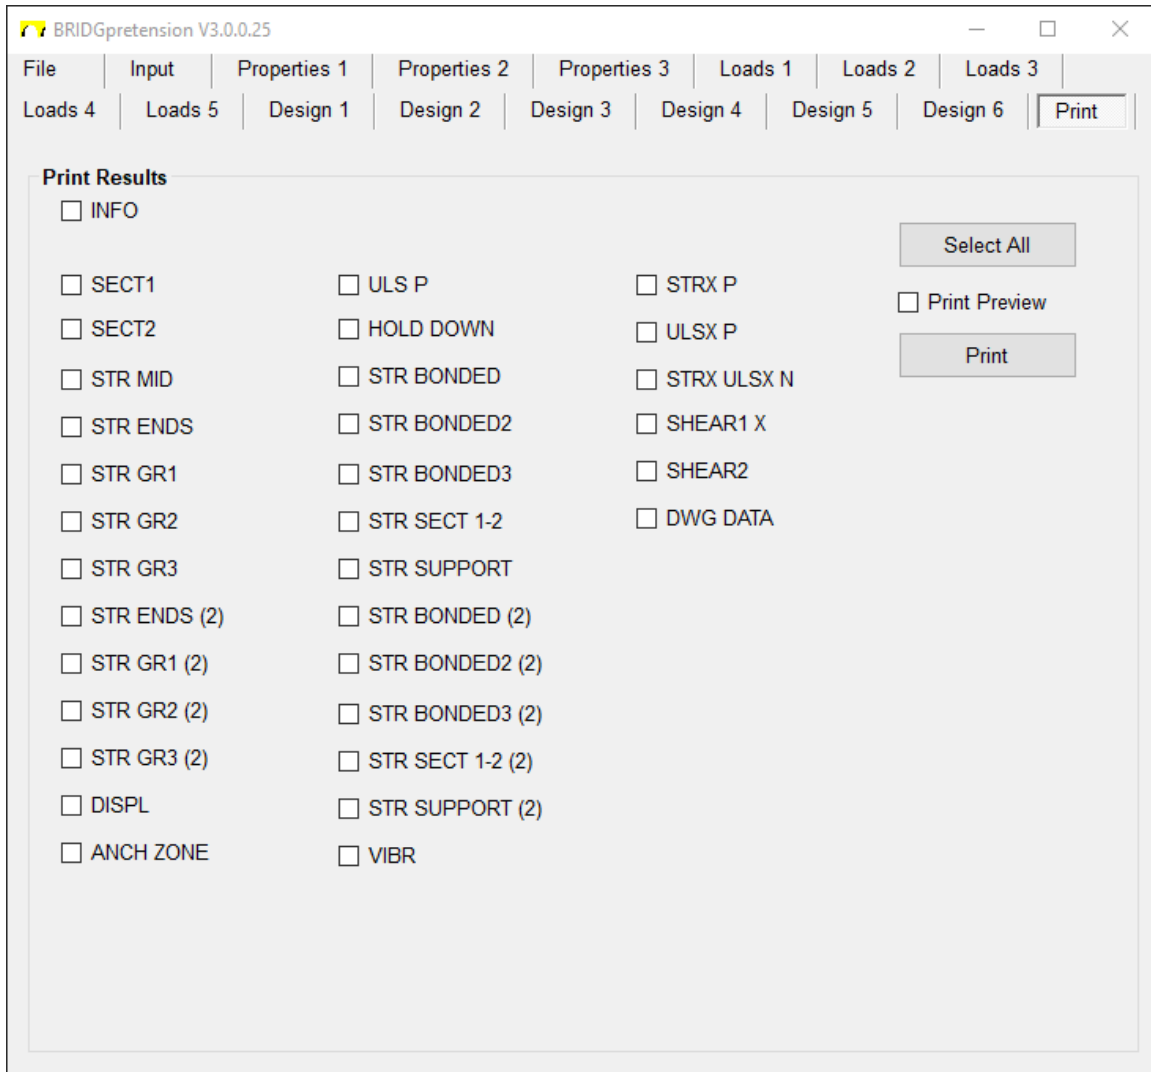 BRIDGpretension V3.0.0.25
File Input Properties 1 Properties 2 Properties 3 Loads 1 Loads 2 Loads 3
Loads 4 Loads 5 Design 1 Design 2 Design 3 Design 4 Design 5 Design 6 Print
Print Results
INFO
Select All
SECT1 ULS P STRX P
Print Preview
SECT2 HOLD DOWN ULSX P
Print
STR MID STR BONDED STRX ULSX N
STR ENDS STR BONDED2 SHEAR1 X
STR GR1 STR BONDED3 SHEAR2
STR GR2 STR SECT 1-2 DWG DATA
STR GR3 STR SUPPORT
STR ENDS (2) STR BONDED (2)
STR GR1 (2) STR BONDED2 (2)
STR GR2 (2) STR BONDED3 (2)
STR GR3 (2) STR SECT 1-2 (2)
DISPL STR SUPPORT (2)
ANCH ZONE VIBR